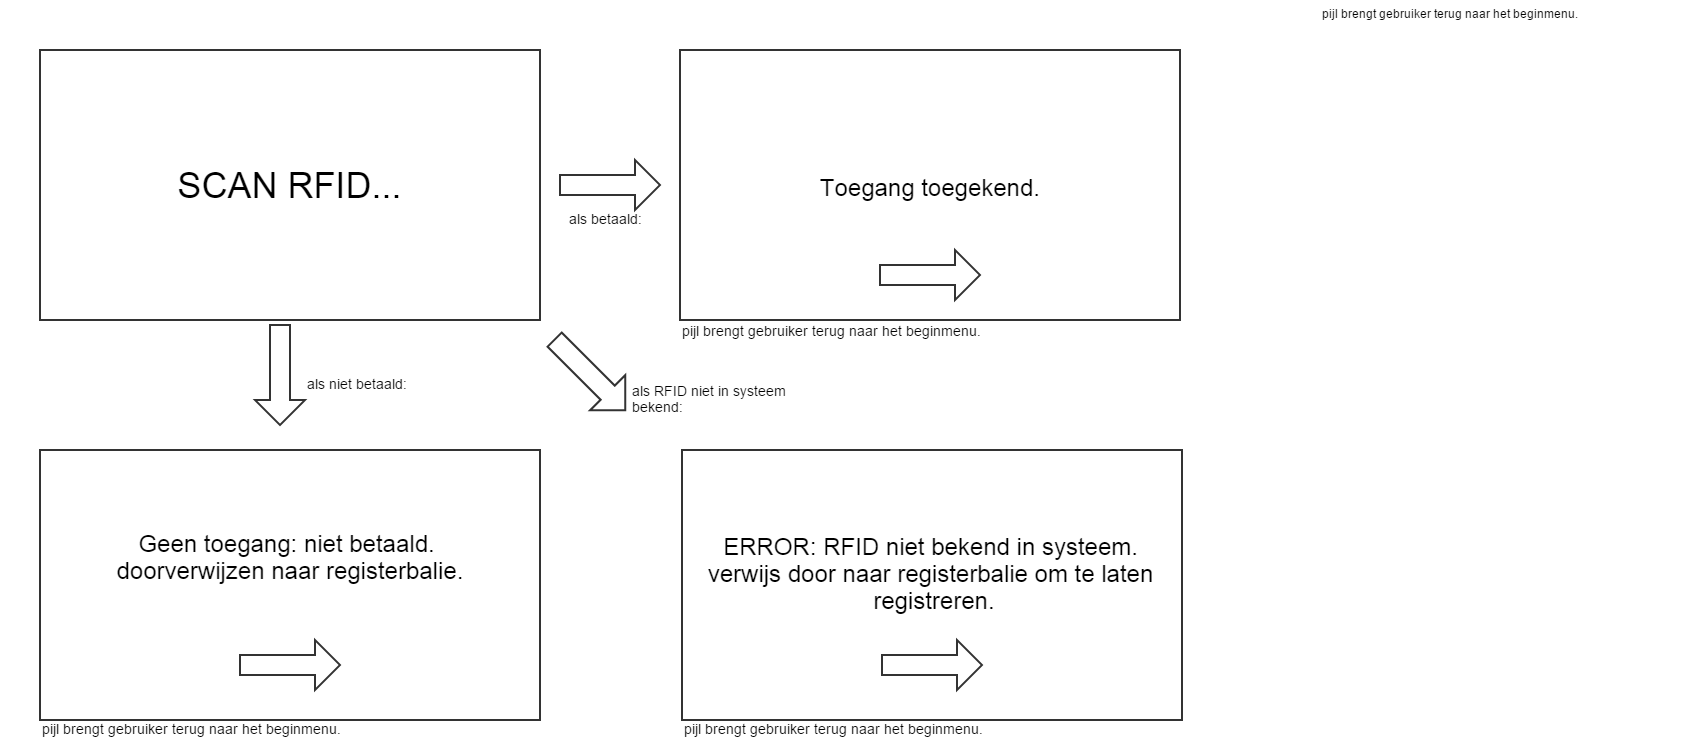 pijl brengt gebruiker terug naar het beginmenu.
SCAN RFID...
als betaald:
Toegang toegekend.
pijl brengt gebruiker terug naar het beginmenu.
als niet betaald:
als RFID niet in systeem
bekend:
Geen toegang: niet betaald.
doorverwijzen naar registerbalie.
pijl brengt gebruiker terug naar het beginmenu.
ERROR: RFID niet bekend in systeem.
verwijs door naar registerbalie om te laten
registreren.
pijl brengt gebruiker terug naar het beginmenu.